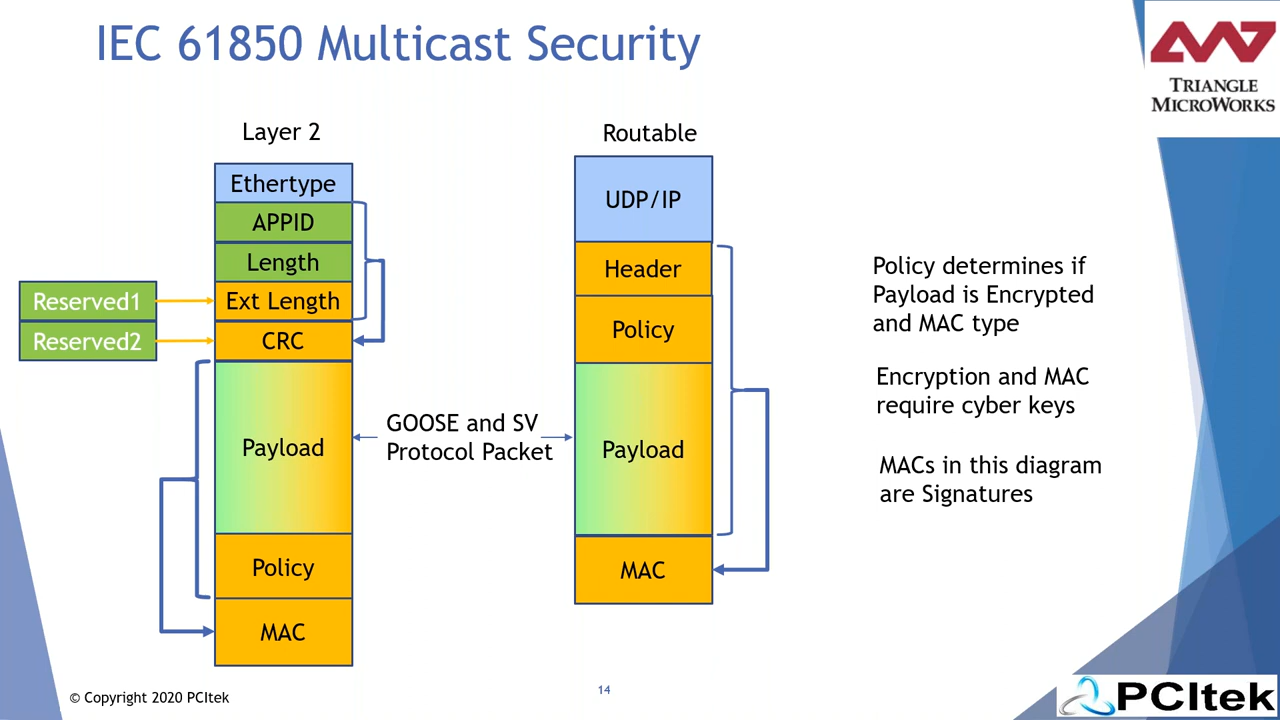 IEC 61850 Multicast Security
TRIANGLE
MICROWORKS
Layer 2
Ethertype
APPID
Length
Ext Length
CRC
Payload
Policy
MAC
Reserved1
Reserved2
GOOSE and SV
Protocol Packet
Routable
UDP/IP
Header
Policy
Payload
MAC
Policy determines if
Payload is Encrypted
and MAC type
Encryption and MAC
require cyber keys
MACs in this diagram
are Signatures
© Copyright 2020 PCItek
14
PCItek